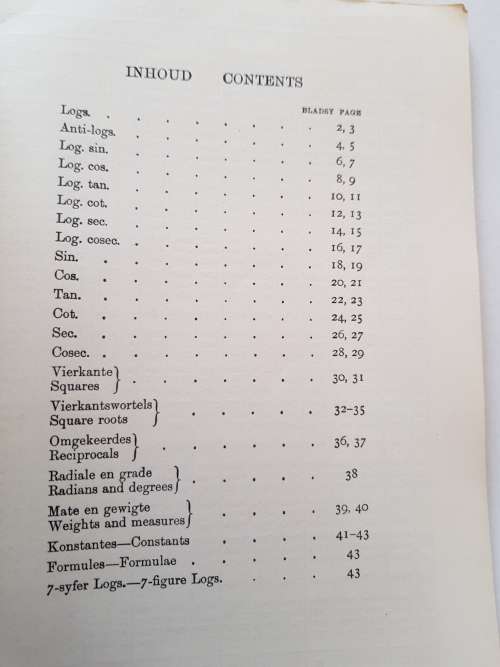 INHOUD CONTENTS
BLADSY PAGE
Logs. . . . . . . . 2, 3
Anti-logs. . . . . . . . 4, 5
Log. sin. . . . . . . . 6, 7
Log. cos. . . . . . . . 8, 9
Log. tan. . . . . . . . 10, 11
Log. cot. . . . . . . . 12, 13
Log. sec. . . . . . . . 14, 15
Log. cosec. . . . . . . . 16, 17
Sin. . . . . . . . . 18, 19
Cos. . . . . . . . . 20, 21
Tan. . . . . . . . . 22, 23
Cot. . . . . . . . . 24, 25
Sec. . . . . . . . . 26, 27
Cosec. . . . . . . . . 28, 29
Vierkante
Squares } . . . . . . . 30, 31
Vierkantswortels
Square roots } . . . . . 32–35
Omgekeerdes
Reciprocals } . . . . . . 36, 37
Radiale en grade
Radians and degrees } . . . . . 38
Mate en gewigte
Weights and measures } . . . . 39, 40
Konstantes—Constants . . . . 41–43
Formules—Formulae . . . . . 43
7-syfer Logs.—7-figure Logs. . . . 43